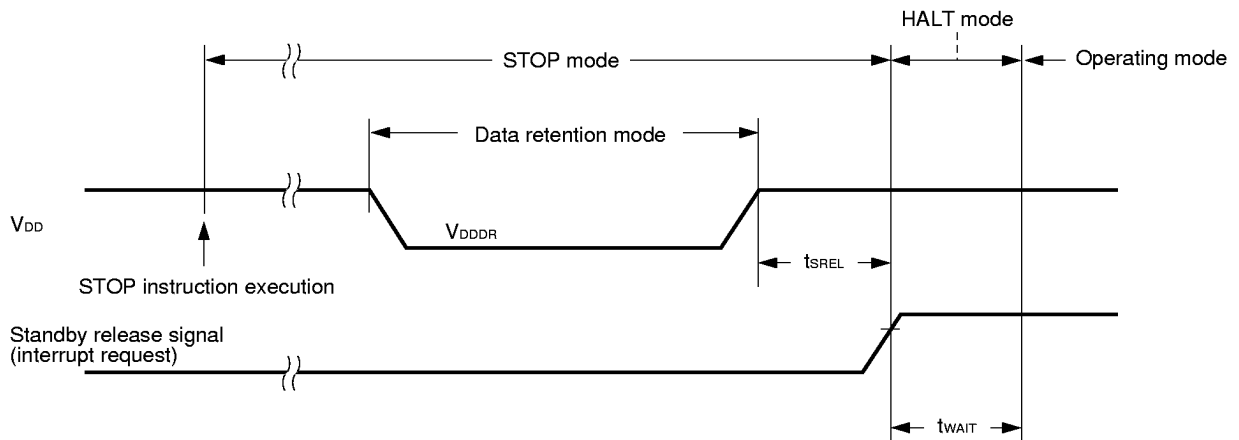 HALT mode
STOP mode
Operating mode
Data retention mode
VDD
VDDDR
tSREL
STOP instruction execution
Standby release signal
(interrupt request)
tWAIT